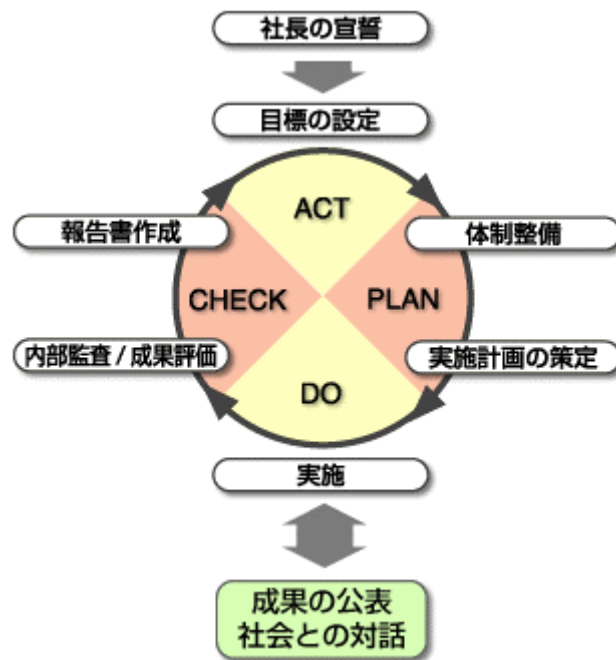 社長の宣誓
目標の設定
ACT
報告書作成
体制整備
CHECK
PLAN
内部監査 / 成果評価
実施計画の策定
DO
実施
成果の公表
社会との対話